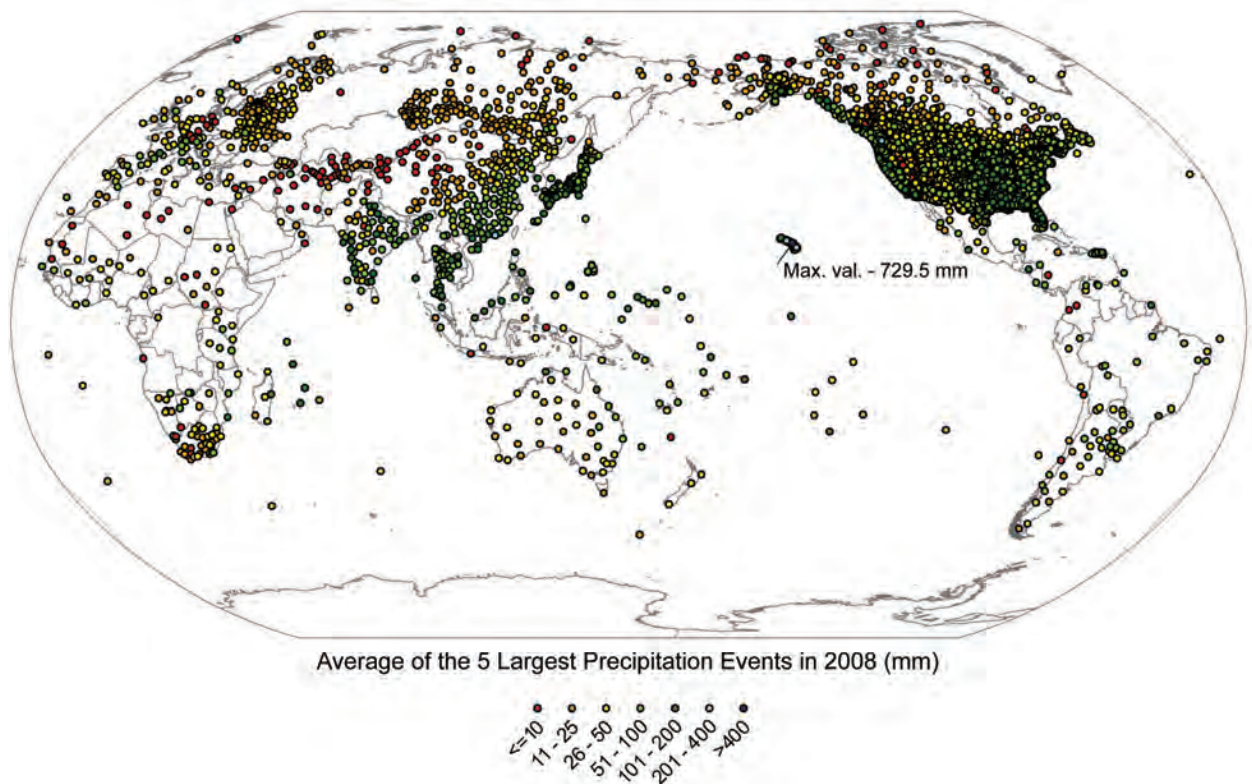 Max. val. - 729.5 mm
Average of the 5 Largest Precipitation Events in 2008 (mm)
<=10
11 - 25
26 - 50
51 - 100
101 - 200
201 - 400
>400